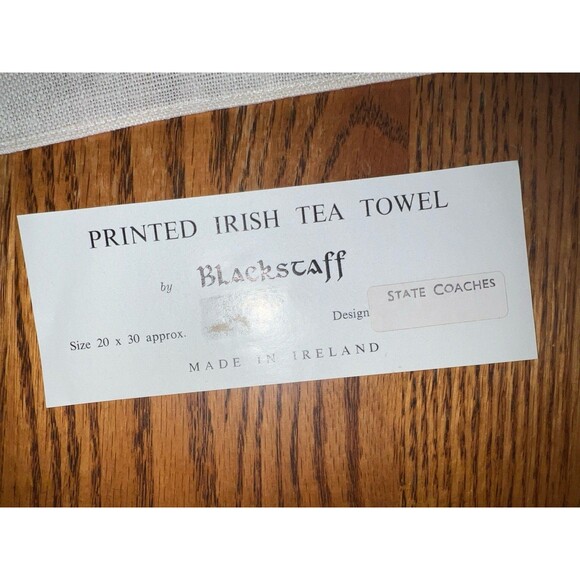 PRINTED IRISH TEA TOWEL
by Blackstaff
Size 20 x 30 approx.
Design STATE COACHES
MADE IN IRELAND